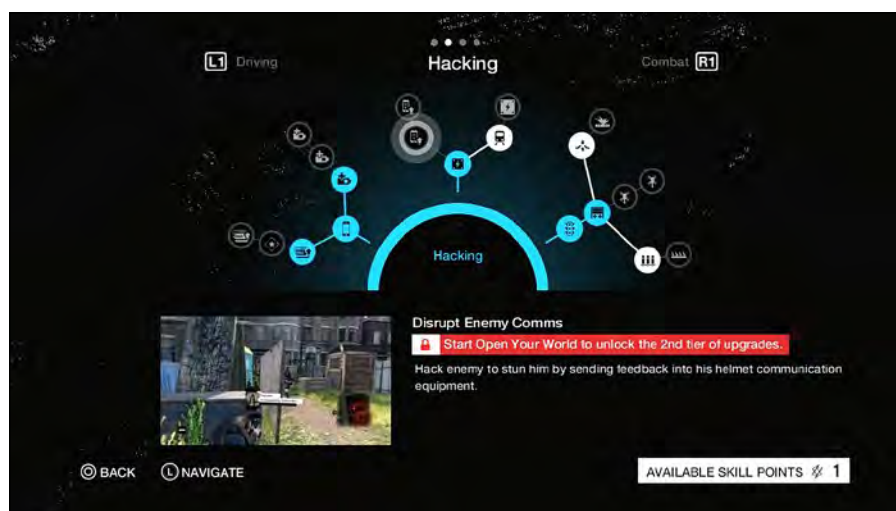 L1 Driving
Hacking
Combat R1
Hacking
Disrupt Enemy Comms
Start Open Your World to unlock the 2nd tier of upgrades.
Hack enemy to stun him by sending feedback into his helmet communication
equipment.
BACK
L NAVIGATE
AVAILABLE SKILL POINTS 1